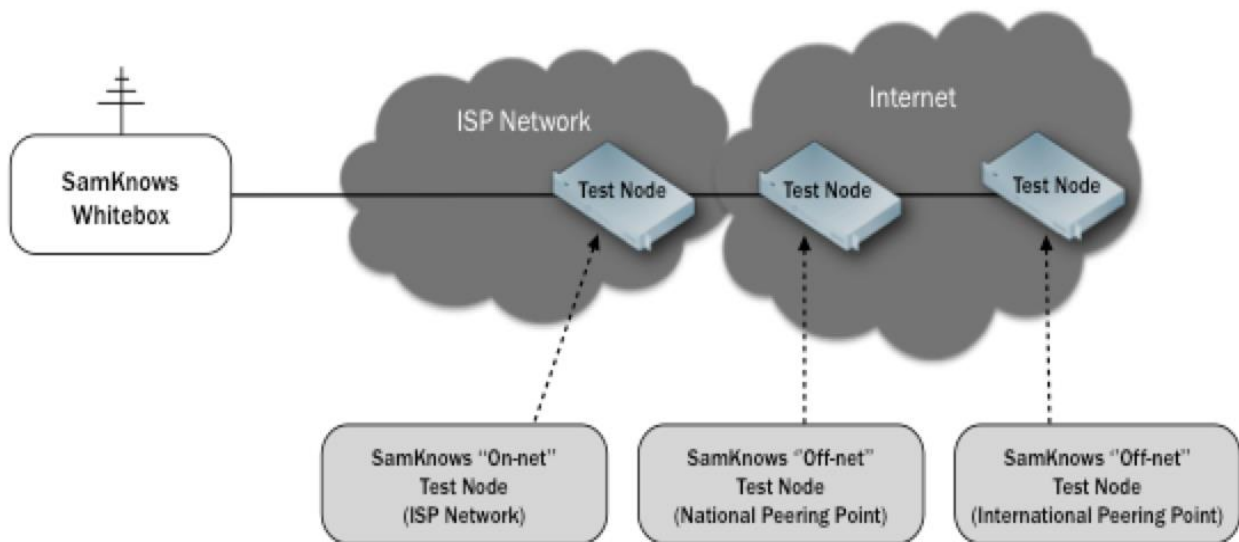 Internet
ISP Network
SamKnows
Whitebox
Test Node
Test Node
Test Node
SamKnows “On-net”
Test Node
(ISP Network)
SamKnows “Off-net”
Test Node
(National Peering Point)
SamKnows “Off-net”
Test Node
(International Peering Point)